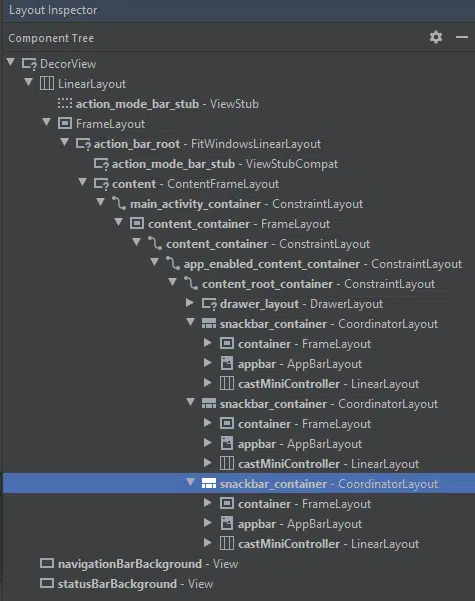 Layout Inspector
Component Tree
DecorView
LinearLayout
action_mode_bar_stub - ViewStub
FrameLayout
action_bar_root - FitWindowsLinearLayout
action_mode_bar_stub - ViewStubCompat
content - ContentFrameLayout
main_activity_container - ConstraintLayout
content_container - FrameLayout
content_container - ConstraintLayout
app_enabled_content_container - ConstraintLayout
content_root_container - ConstraintLayout
drawer_layout - DrawerLayout
snackbar_container - CoordinatorLayout
container - FrameLayout
appbar - AppBarLayout
castMiniController - LinearLayout
snackbar_container - CoordinatorLayout
container - FrameLayout
appbar - AppBarLayout
castMiniController - LinearLayout
snackbar_container - CoordinatorLayout
container - FrameLayout
appbar - AppBarLayout
castMiniController - LinearLayout
navigationBarBackground - View
statusBarBackground - View